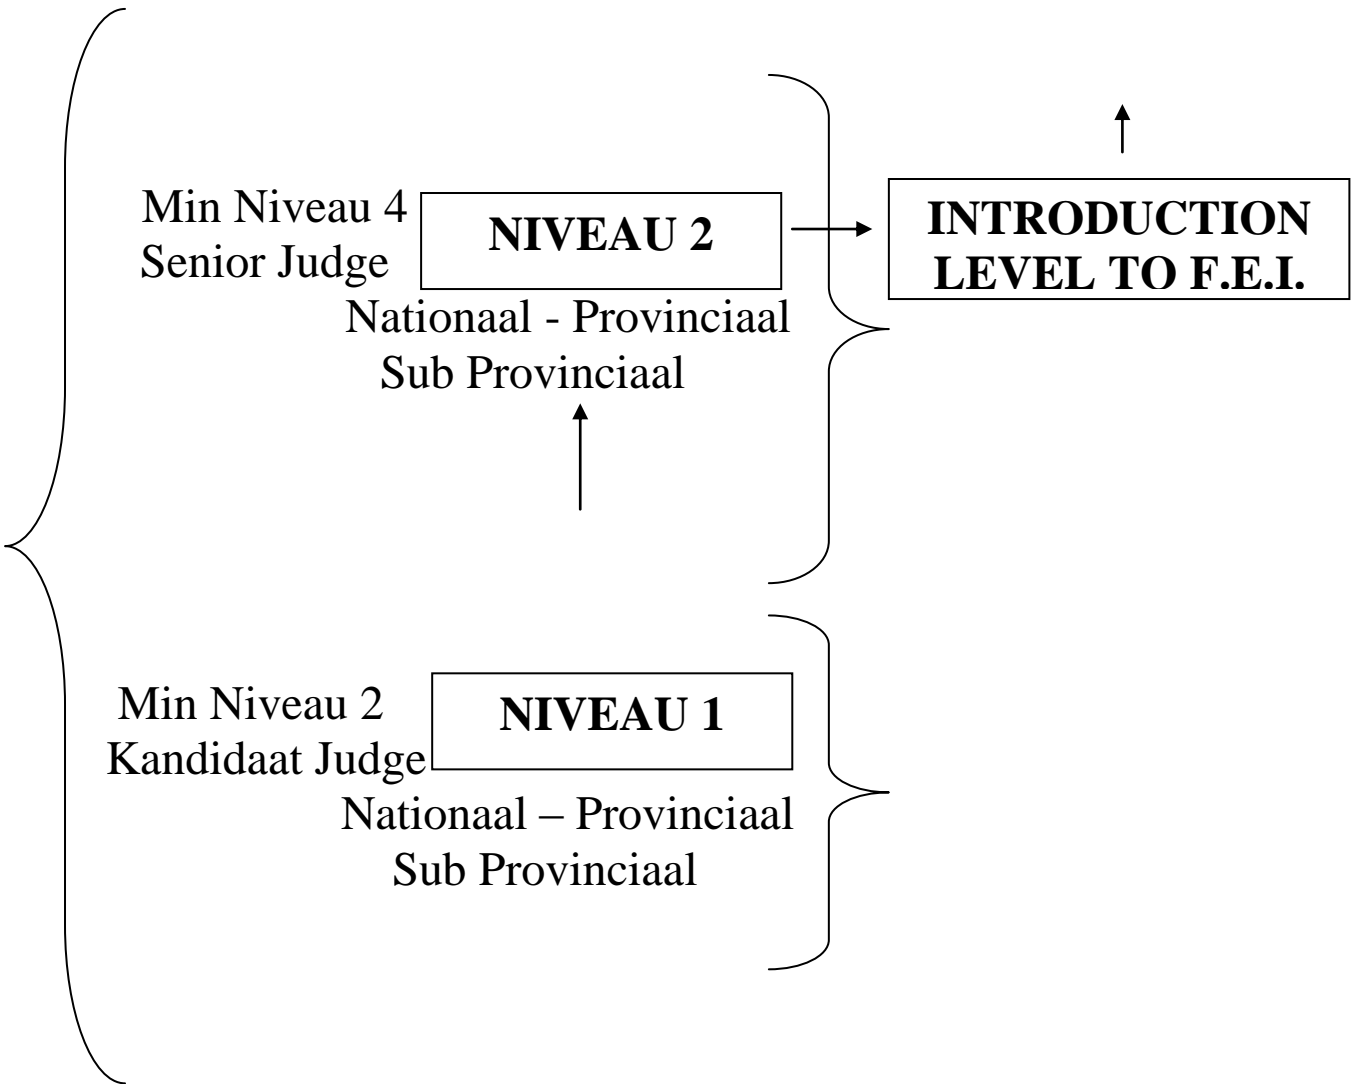 Min Niveau 4
Senior Judge
NIVEAU 2
Nationaal - Provinciaal
Sub Provinciaal
INTRODUCTION
LEVEL TO F.E.I.
Min Niveau 2
Kandidaat Judge
NIVEAU 1
Nationaal – Provinciaal
Sub Provinciaal